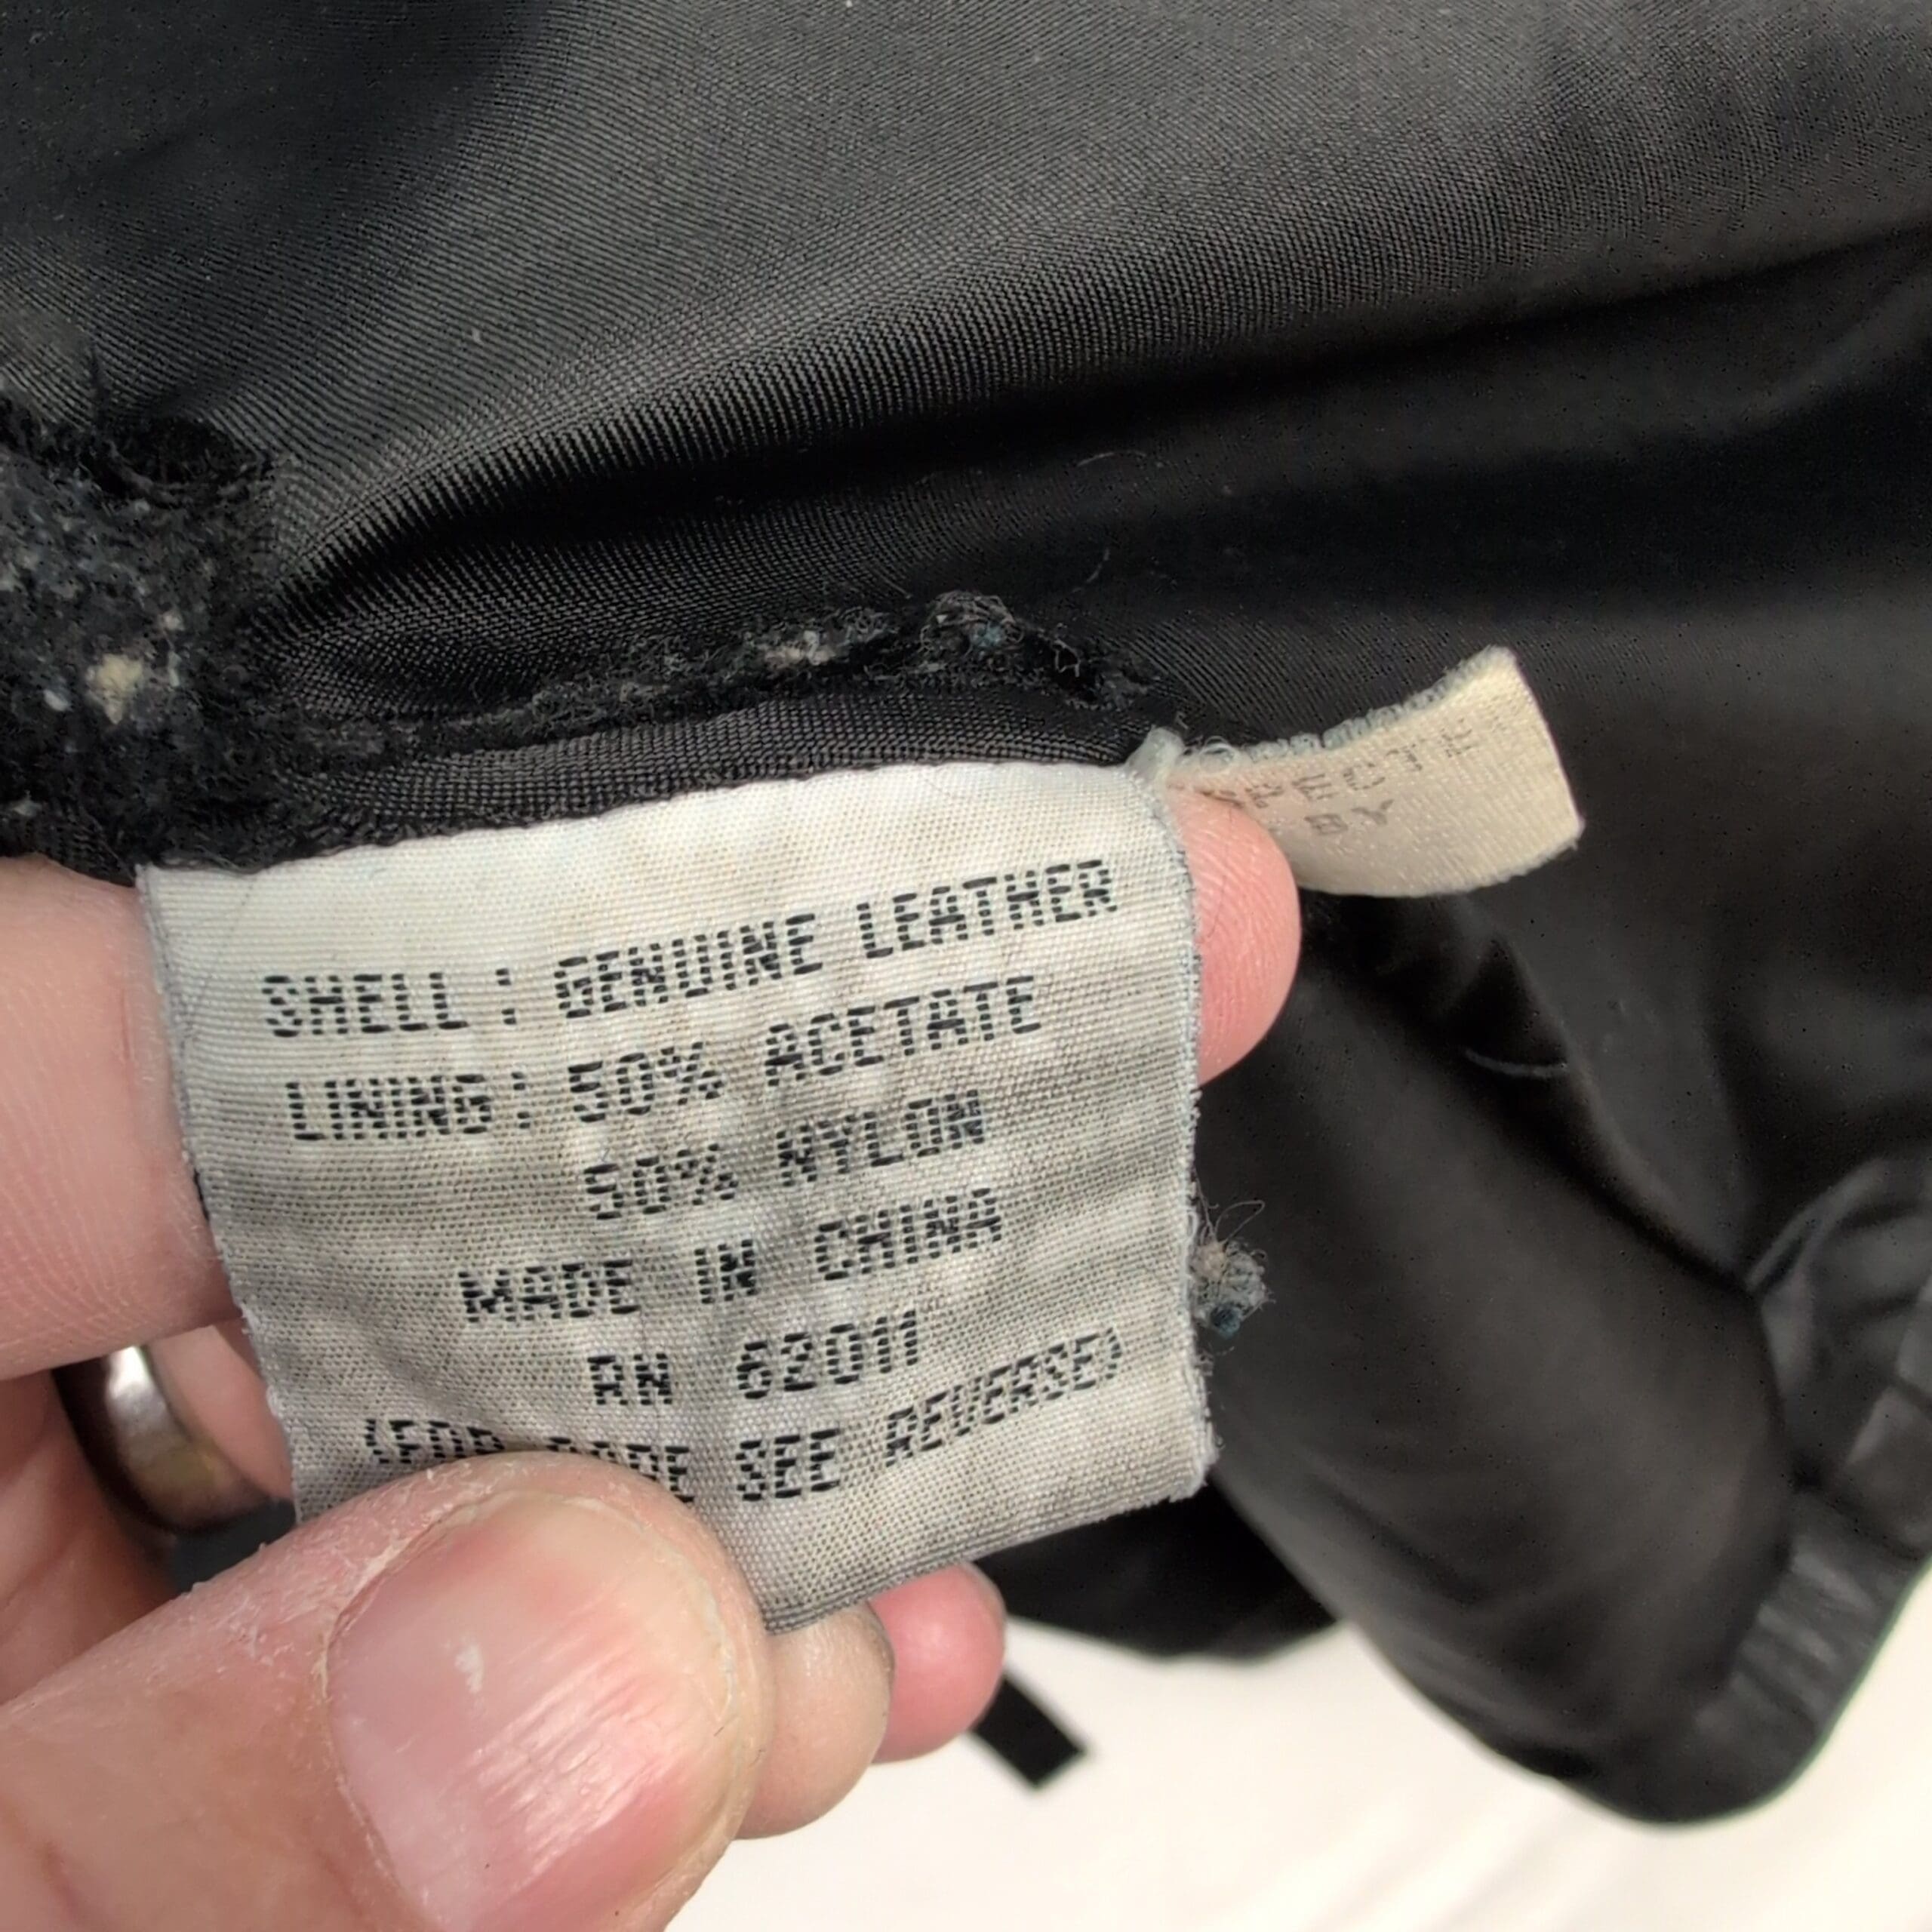 SHELL : GENUINE LEATHER
LINING : 50% ACETATE
50% NYLON
MADE IN CHINA
RN 62011
SEE REVERSE)
BY